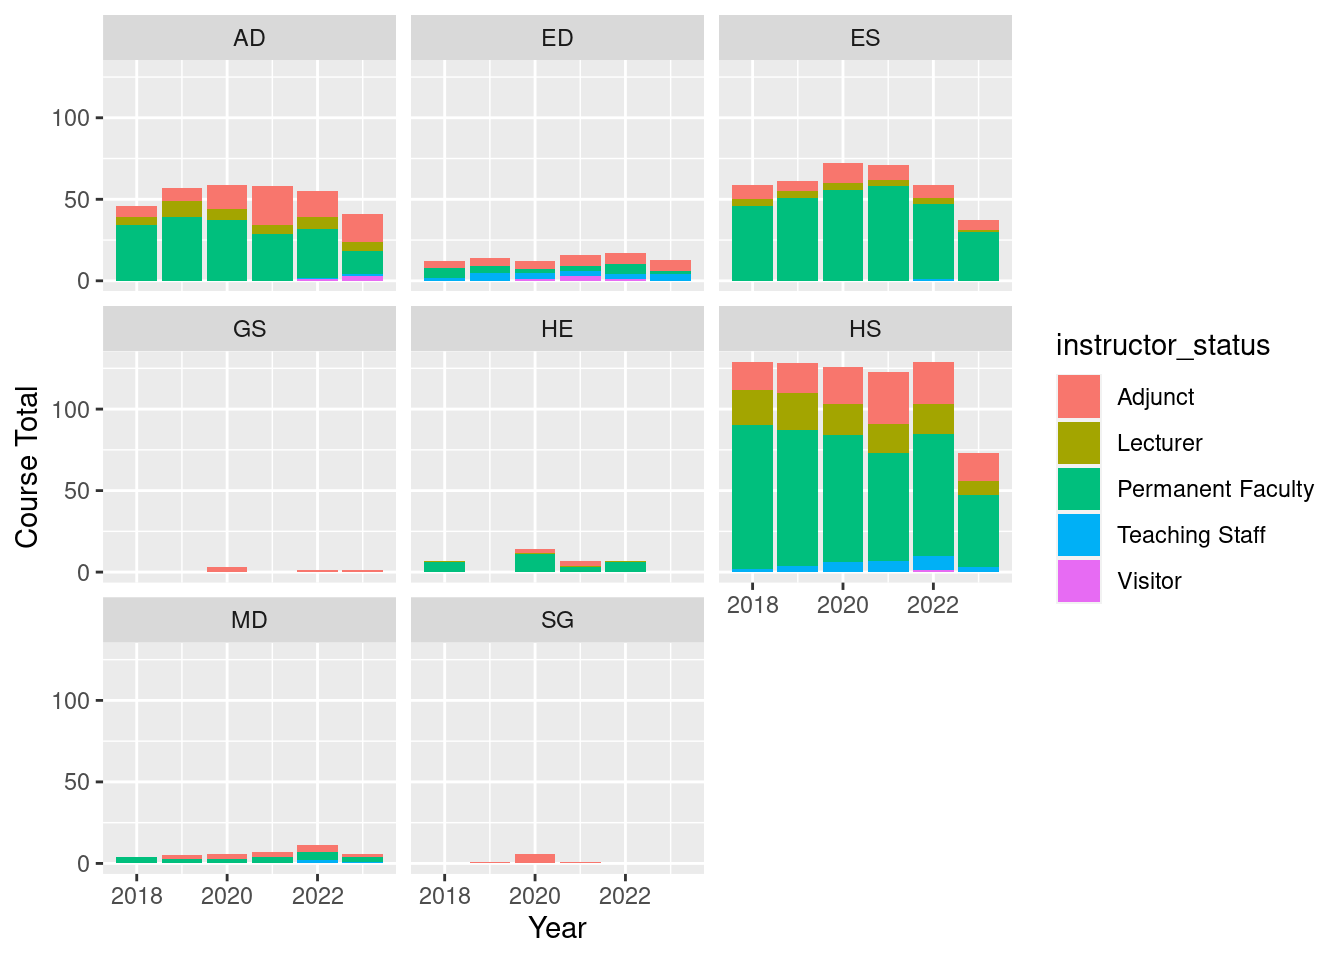 AD
ED
ES
100
50
0
GS
HE
HS
100
50
0
2018
2020
2022
MD
SG
100
50
0
2018
2020
2022
2018
2020
2022
Year
Course Total
instructor_status
Adjunct
Lecturer
Permanent Faculty
Teaching Staff
Visitor